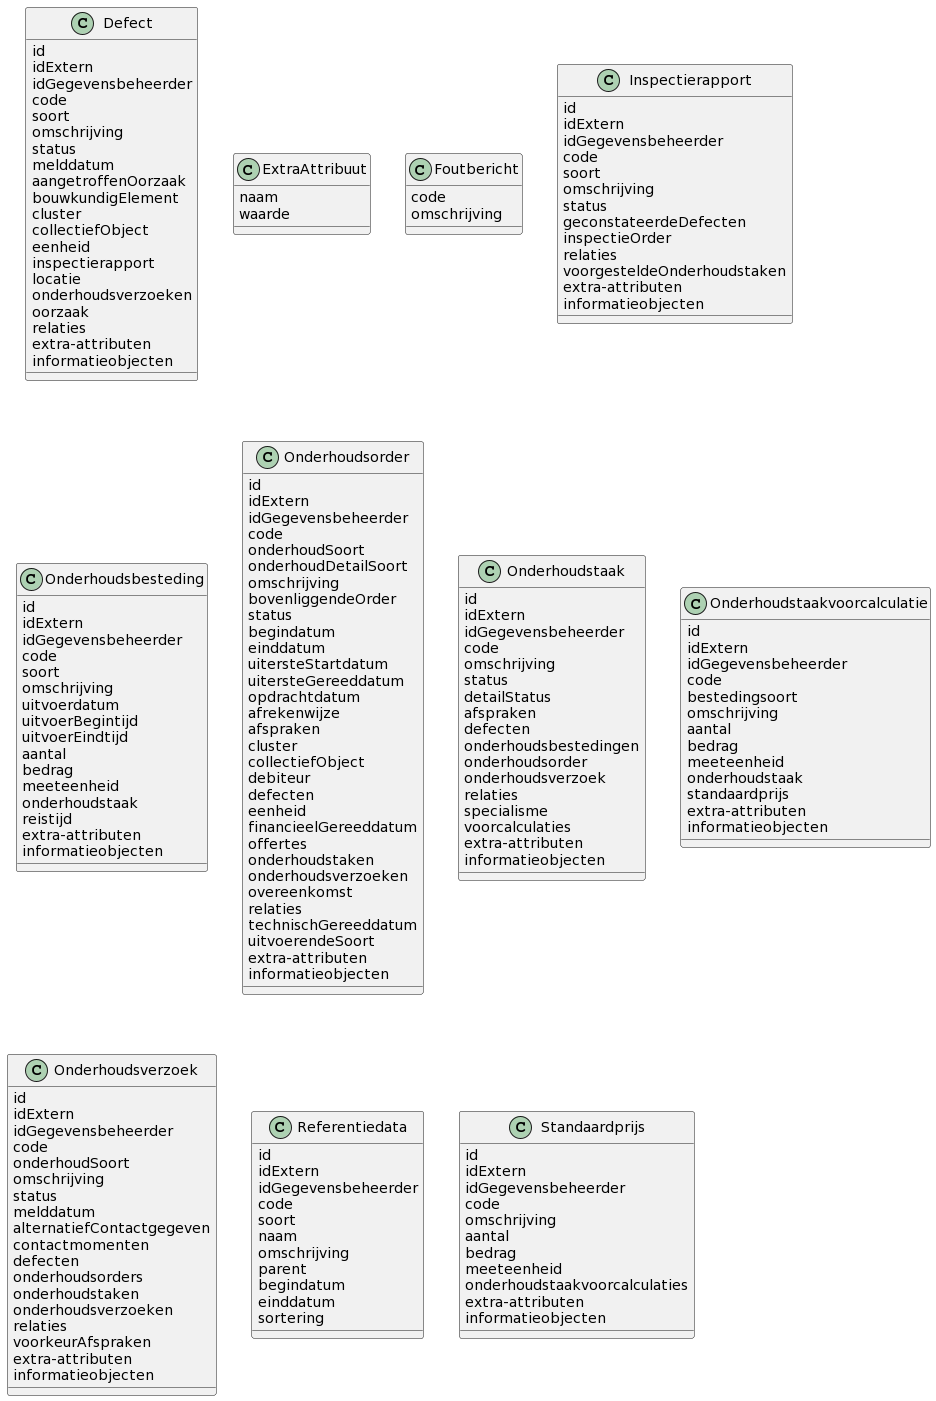 C Defect
id
idExtern
idGegevensbeheerder
code
soort
omschrijving
status
melddatum
aangetroffenOorzaak
bouwkundigElement
cluster
collectiefObject
eenheid
inspectierapport
locatie
onderhoudsverzoeken
oorzaak
relaties
extra-attributen
informatieobjecten
C ExtraAttribuut
naam
waarde
C Foutbericht
code
omschrijving
C Inspectierapport
id
idExtern
idGegevensbeheerder
code
soort
omschrijving
status
geconstateerdeDefecten
inspectieOrder
relaties
voorgesteldeOnderhoudstaken
extra-attributen
informatieobjecten
C Onderhoudsbesteding
id
idExtern
idGegevensbeheerder
code
soort
omschrijving
uitvoerdatum
uitvoerBegintijd
uitvoerEindtijd
aantal
bedrag
meeteenheid
onderhoudstaak
reistijd
extra-attributen
informatieobjecten
C Onderhoudsorder
id
idExtern
idGegevensbeheerder
code
onderhoudSoort
onderhoudDetailSoort
omschrijving
bovenliggendeOrder
status
begindatum
einddatum
uitersteStartdatum
uitersteGereeddatum
opdrachtdatum
afrekenwijze
afspraken
cluster
collectiefObject
debiteur
defecten
eenheid
financieelGereeddatum
offertes
onderhoudstaken
onderhoudsverzoeken
overeenkomst
relaties
technischGereeddatum
uitvoerendeSoort
extra-attributen
informatieobjecten
C Onderhoudstaak
id
idExtern
idGegevensbeheerder
code
omschrijving
status
detailStatus
afspraken
defecten
onderhoudsbestedingen
onderhoudsorder
onderhoudsverzoek
relaties
specialisme
voorcalculaties
extra-attributen
informatieobjecten
C Onderhoudstaakvoorcalculatie
id
idExtern
idGegevensbeheerder
code
bestedingsoort
omschrijving
aantal
bedrag
meeteenheid
onderhoudstaak
standaardprijs
extra-attributen
informatieobjecten
C Onderhoudsverzoek
id
idExtern
idGegevensbeheerder
code
onderhoudSoort
omschrijving
status
melddatum
alternatiefContactgegeven
contactmomenten
defecten
onderhoudsorders
onderhoudstaken
onderhoudsverzoeken
relaties
voorkeurAfspraken
extra-attributen
informatieobjecten
C Referentiedata
id
idExtern
idGegevensbeheerder
code
soort
naam
omschrijving
parent
begindatum
einddatum
sortering
C Standaardprijs
id
idExtern
idGegevensbeheerder
code
omschrijving
aantal
bedrag
meeteenheid
onderhoudstaakvoorcalculaties
extra-attributen
informatieobjecten